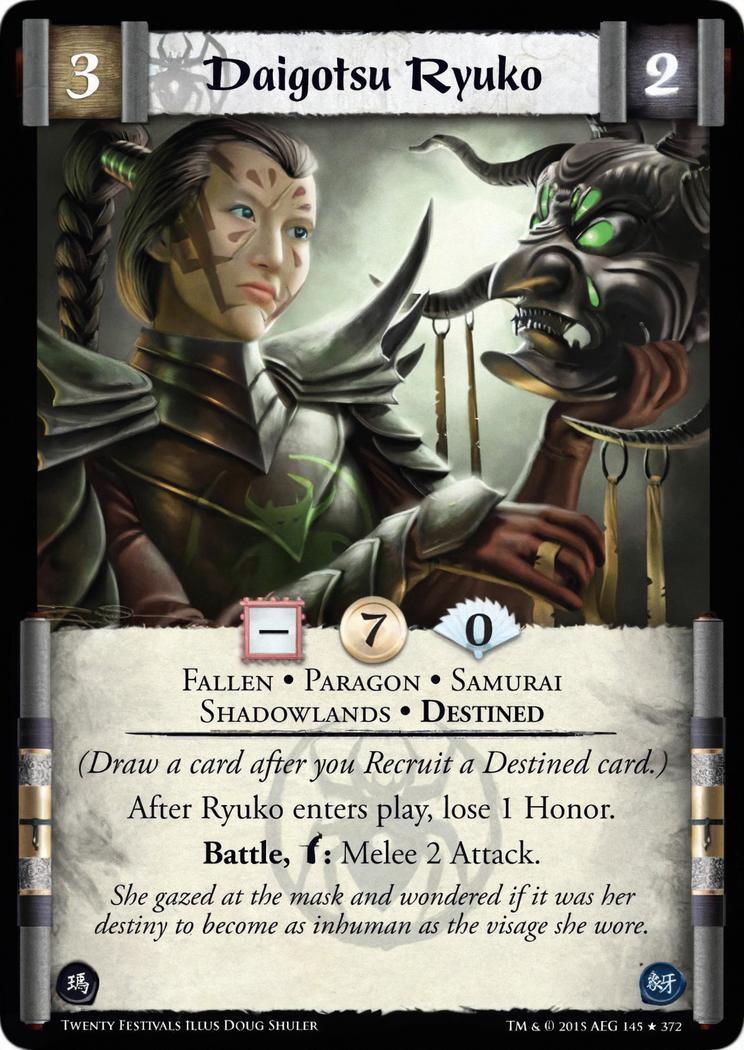 3
Daigotsu Ryuko
2
–
7
0
Fallen • Paragon • Samurai
Shadowlands • Destined
(Draw a card after you Recruit a Destined card.)
After Ryuko enters play, lose 1 Honor.
Battle, : Melee 2 Attack.
She gazed at the mask and wondered if it was her
destiny to become as inhuman as the visage she wore.
瑪
Twenty Festivals Illus Doug Shuler
TM & © 2015 AEG 145 ★ 372